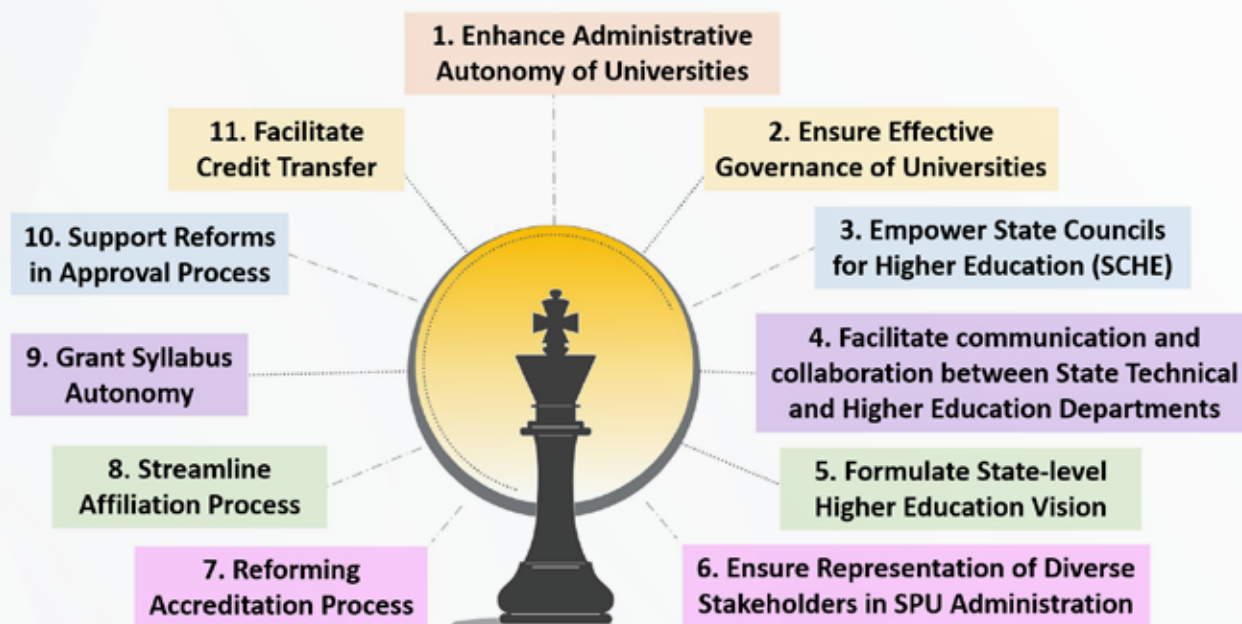 1. Enhance Administrative
Autonomy of Universities
2. Ensure Effective
Governance of Universities
3. Empower State Councils
for Higher Education (SCHE)
4. Facilitate communication and
collaboration between State Technical
and Higher Education Departments
5. Formulate State-level
Higher Education Vision
6. Ensure Representation of Diverse
Stakeholders in SPU Administration
7. Reforming
Accreditation Process
8. Streamline
Affiliation Process
9. Grant Syllabus
Autonomy
10. Support Reforms
in Approval Process
11. Facilitate
Credit Transfer